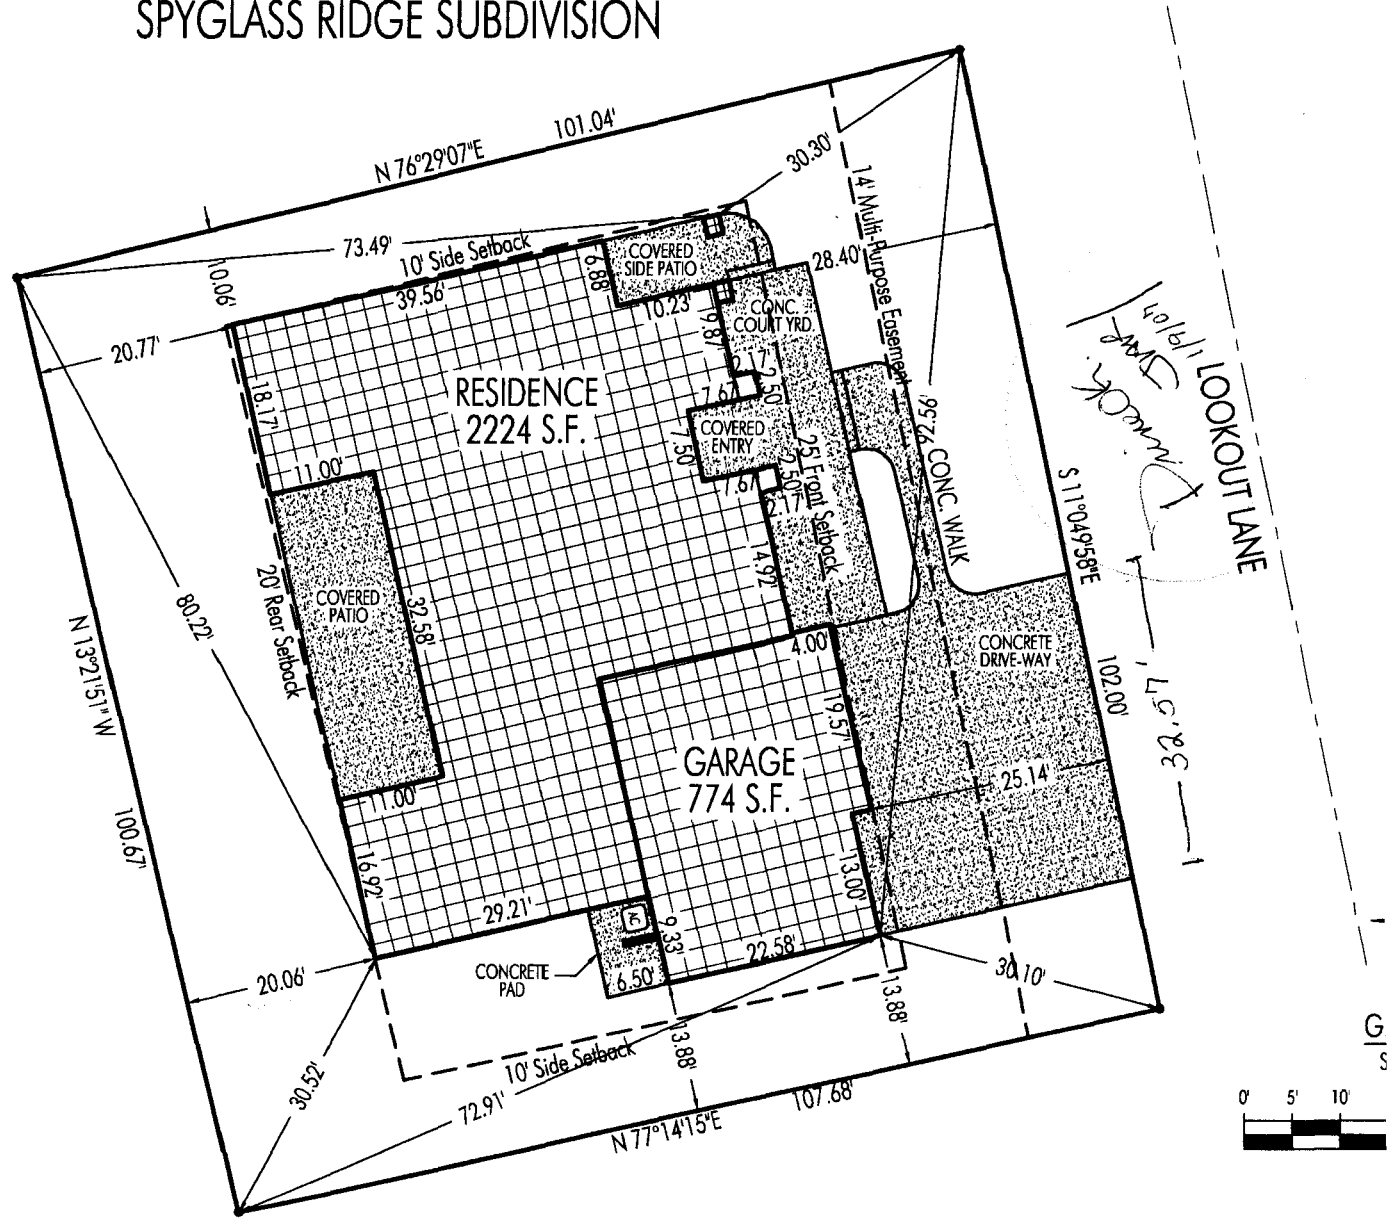 SPYGLASS RIDGE SUBDIVISION
N 76°29'07"E
101.04'
30.30'
14' Multi-Purpose Easement
73.49'
10' Side Setback
10.06'
39.56'
6.88'
COVERED
SIDE PATIO
28.40'
20.77'
10.23'
CONC.
COURT YRD.
9.87'
2.17'
2.50'
7.67'
18.17'
RESIDENCE
2224 S.F.
COVERED
ENTRY
7.50'
7.67'
2.50'
2.17'
25' Front Setback
92.56'
CONC. WALK
11.00'
14.92'
S 11°04'58"E
LOOKOUT LANE
1/9/04
80.22'
20' Rear Setback
COVERED
PATIO
32.58'
N 13°21'51"W
4.00'
CONCRETE
DRIVE-WAY
102.00'
32.57'
19.57'
GARAGE
774 S.F.
25.14'
11.00'
100.67'
16.92'
13.00'
29.21'
9.33'
22.58'
CONCRETE
PAD
6.50'
20.06'
30.10'
13.88'
13.88'
10' Side Setback
30.52'
72.91'
107.68'
N 77°14'15"E
G
S
0' 5' 10'